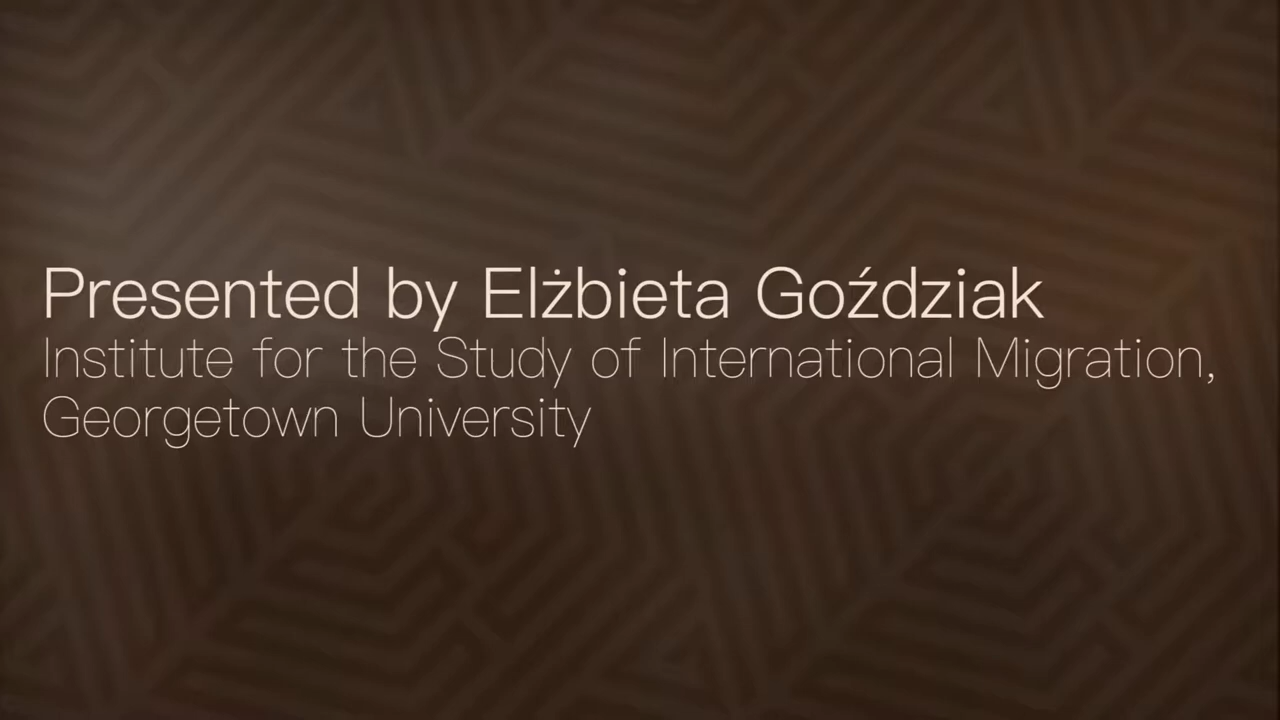 Presented by Elżbieta Goździak
Institute for the Study of International Migration,
Georgetown University